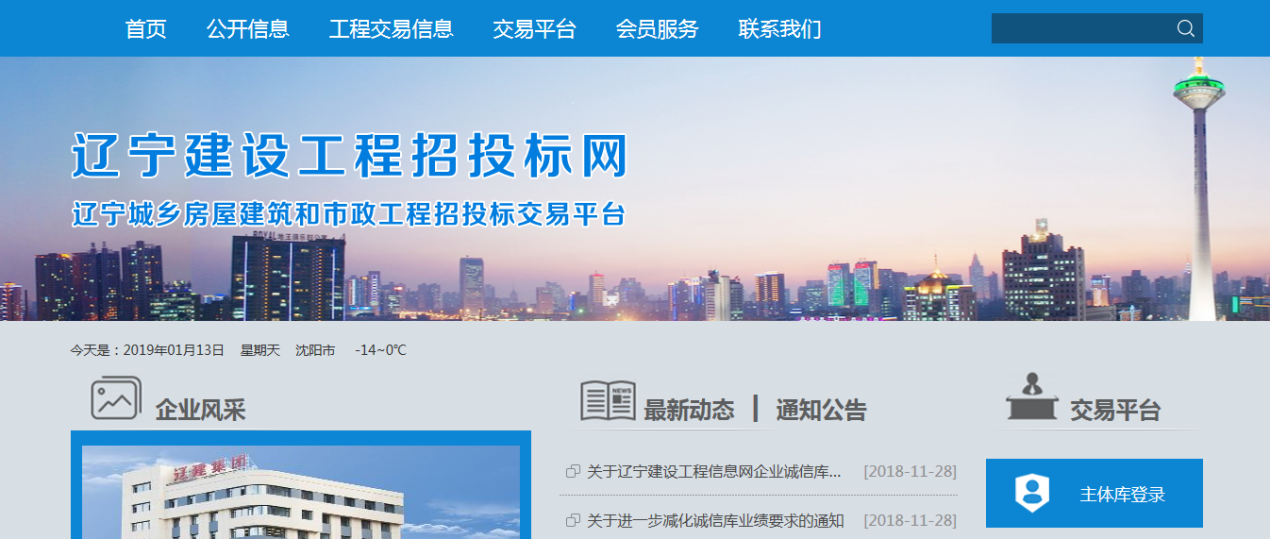 首页 公开信息 工程交易信息 交易平台 会员服务 联系我们
辽宁建设工程招投标网
辽宁城乡房屋建筑和市政工程招投标交易平台
ROYAL
今天是：2019年01月13日 星期天 沈阳市 -14~0℃
企业风采
NEWS
最新动态 | 通知公告
交易平台
辽建集团
关于辽宁建设工程信息网企业诚信库... [2018-11-28]
主体库登录
关于进一步减化诚信库业绩要求的通知 [2018-11-28]